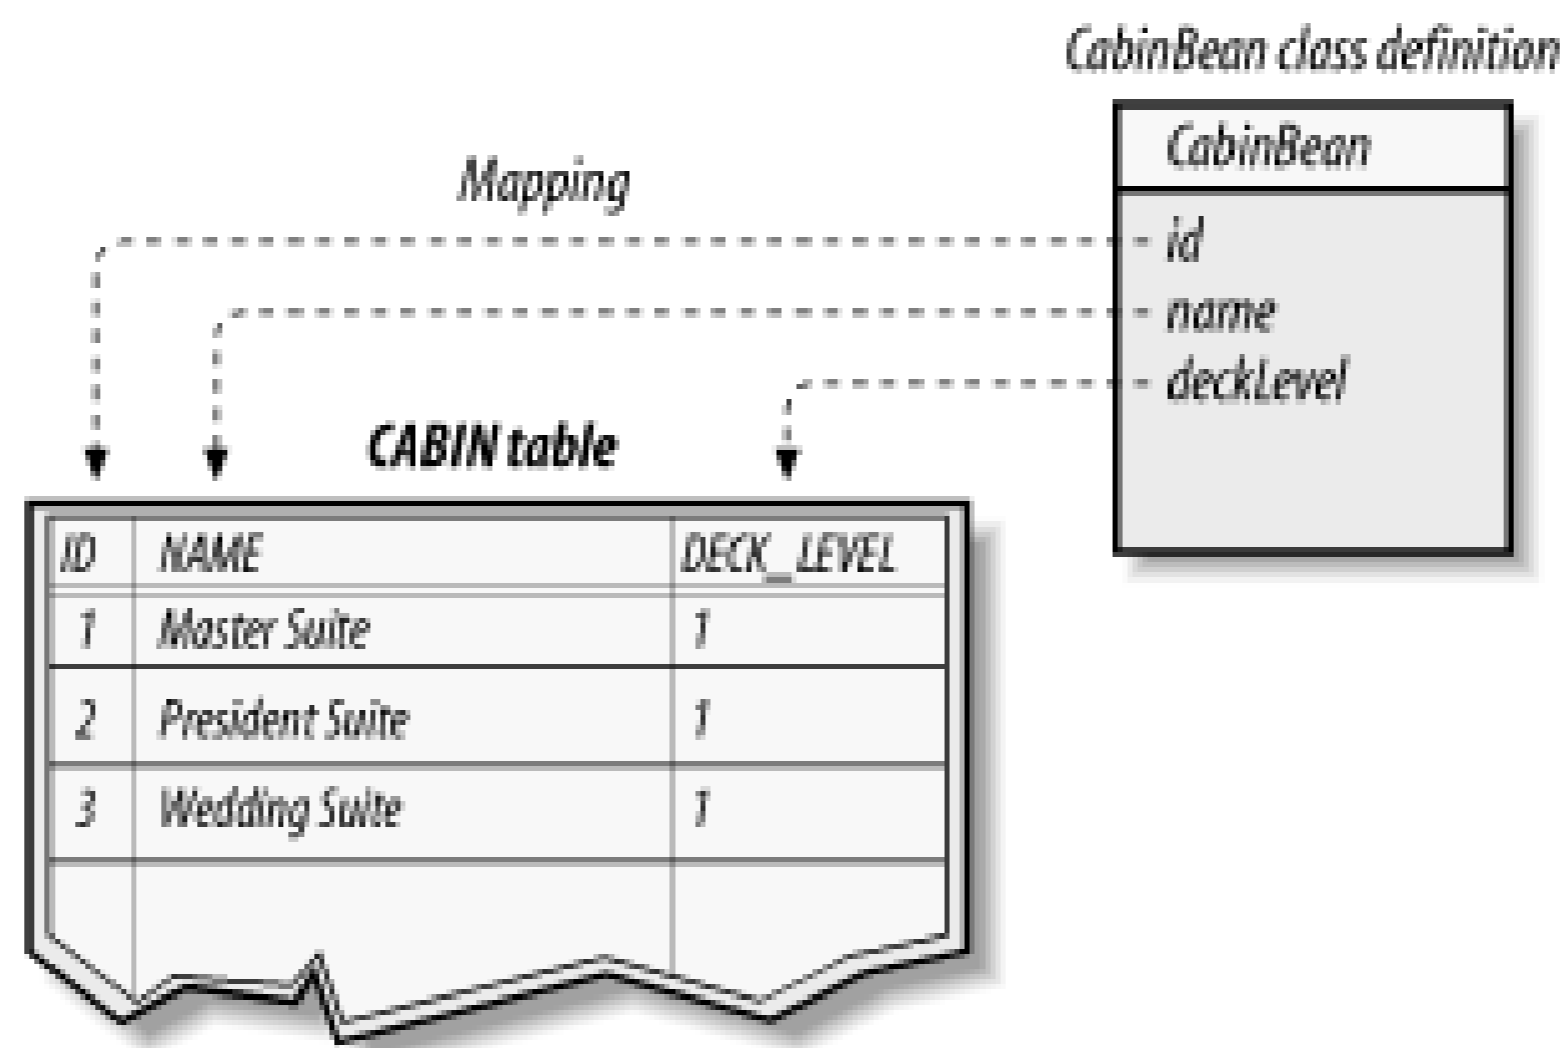 CabinBean class definition
CabinBean
Mapping
id
name
deckLevel
CABIN table
ID NAME DECK_LEVEL
1 Master Suite 1
2 President Suite 1
3 Wedding Suite 1